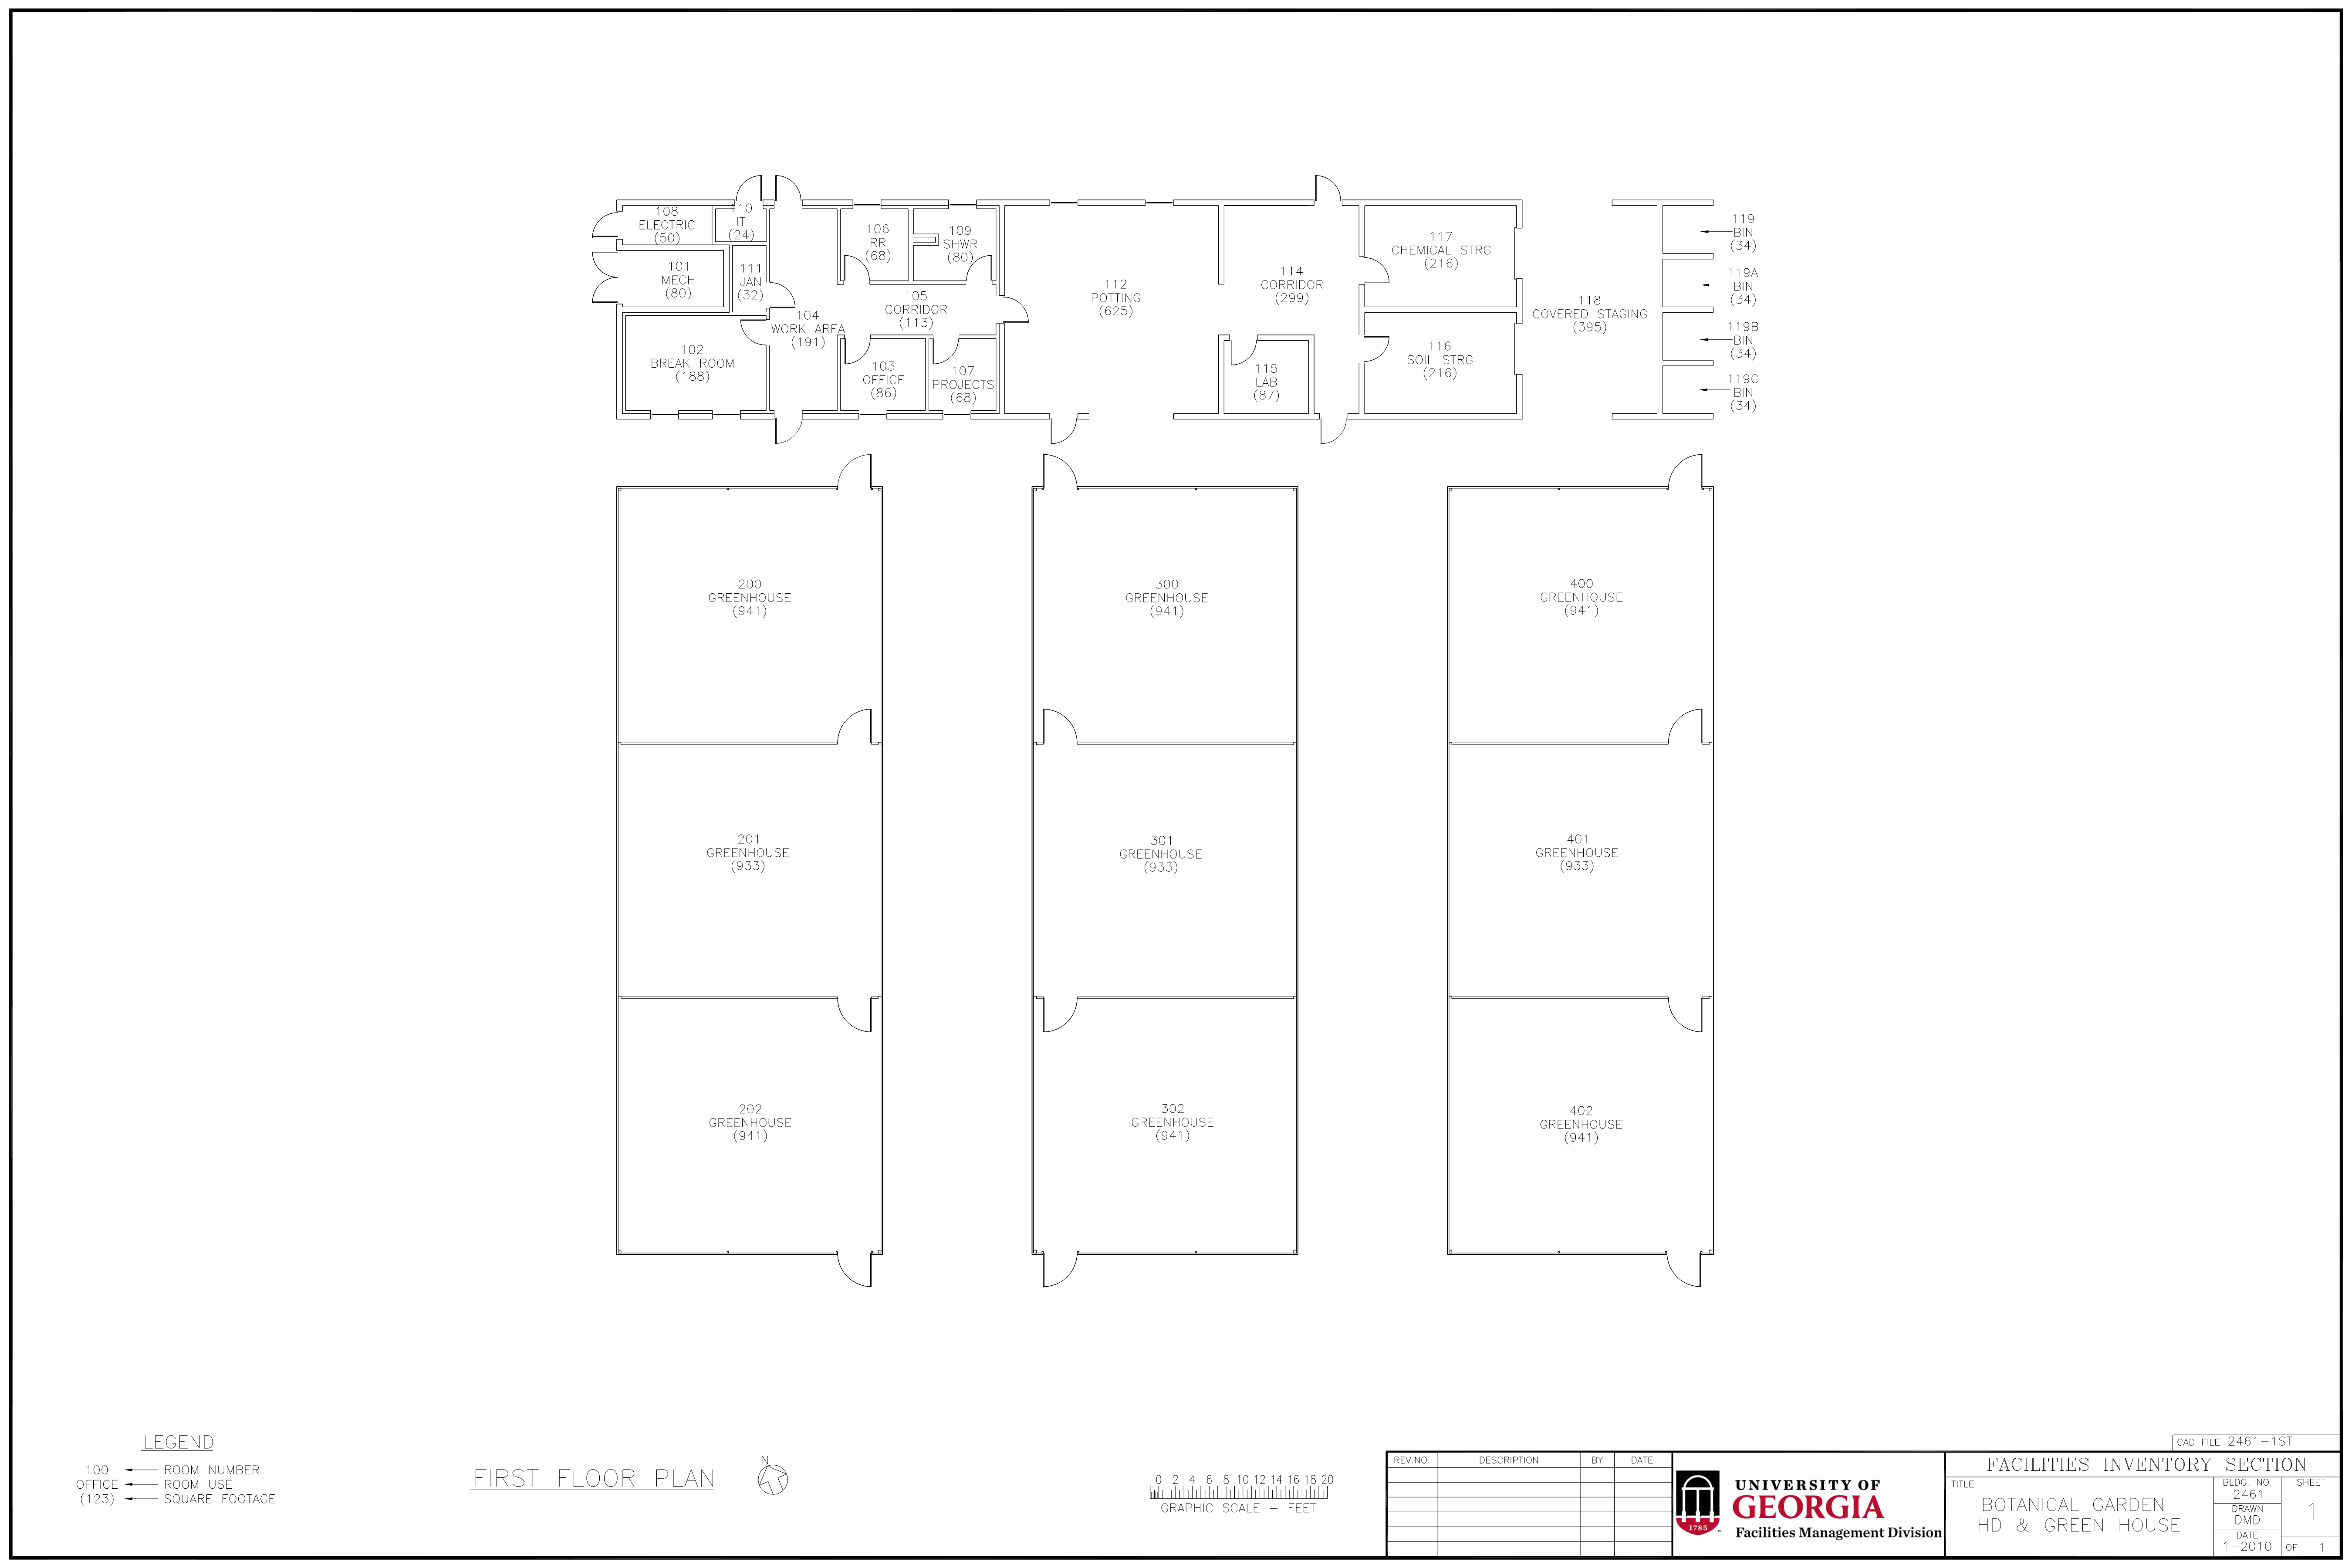 108
ELECTRIC
(50)
110
IT
(24)
101
MECH
(80)
111
JAN
(32)
102
BREAK ROOM
(188)
104
WORK AREA
(191)
106
RR
(68)
109
SHWR
(80)
105
CORRIDOR
(113)
103
OFFICE
(86)
107
PROJECTS
(68)
112
POTTING
(625)
114
CORRIDOR
(299)
115
LAB
(87)
117
CHEMICAL STRG
(216)
116
SOIL STRG
(216)
118
COVERED STAGING
(395)
119
BIN
(34)
119A
BIN
(34)
119B
BIN
(34)
119C
BIN
(34)
200
GREENHOUSE
(941)
300
GREENHOUSE
(941)
400
GREENHOUSE
(941)
201
GREENHOUSE
(933)
301
GREENHOUSE
(933)
401
GREENHOUSE
(933)
202
GREENHOUSE
(941)
302
GREENHOUSE
(941)
402
GREENHOUSE
(941)
LEGEND
100 ROOM NUMBER
OFFICE ROOM USE
(123) SQUARE FOOTAGE
FIRST FLOOR PLAN
N
0 2 4 6 8 10 12 14 16 18 20
GRAPHIC SCALE - FEET
REV.NO. DESCRIPTION BY DATE
1785
UNIVERSITY OF
GEORGIA
Facilities Management Division
CAD FILE 2461-1ST
FACILITIES INVENTORY SECTION
TITLE
BOTANICAL GARDEN
HD & GREEN HOUSE
BLDG. NO.
2461
DRAWN
DMD
DATE
1-2010
SHEET
1
OF 1